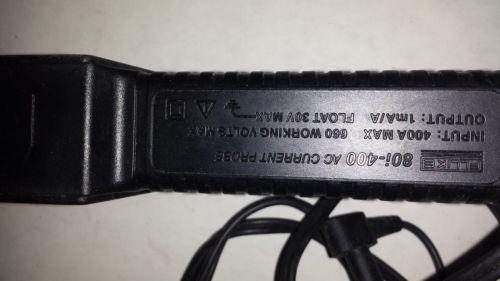 FLUKE 80i-400 AC CURRENT PROBE
INPUT: 400A MAX 660 WORKING VOLTS MAX
OUTPUT: 1mA/A FLOAT 30V MAX